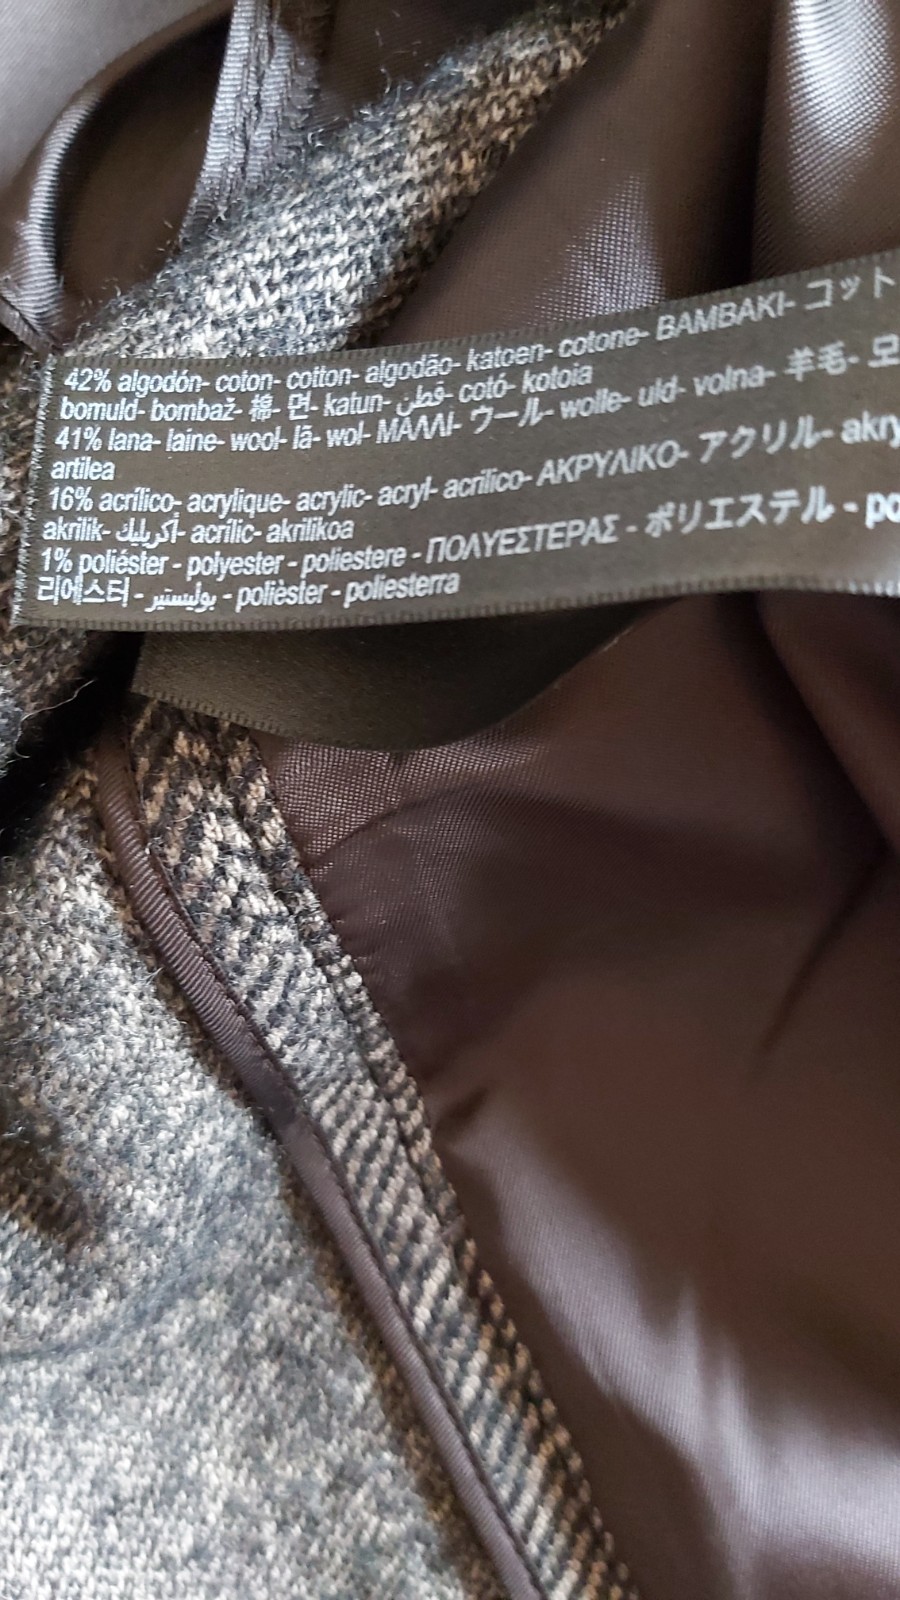 42% algodón- coton- cotton- algodão- katoen- cotone- BAMBAKI- コット
bomuld- bombaž- 棉- 면- katun- قطن- cotó- kotoia
41% lana- laine- wool- lã- wol- ΜΑΛΛΙ- ウール- wolle- uld- volna- 羊毛- 모
artilea
16% acrílico- acrylique- acrylic- acryl- acrilico- ΑΚΡΥΛΙΚΟ- アクリル- akry
akrilik- أكريليك- acrílic- akrilikoa
1% poliéster - polyester - poliestere - ΠΟΛΥΕΣΤΕΡΑΣ - ポリエステル - po
리에스터 - بوليستير - polièster - poliesterra